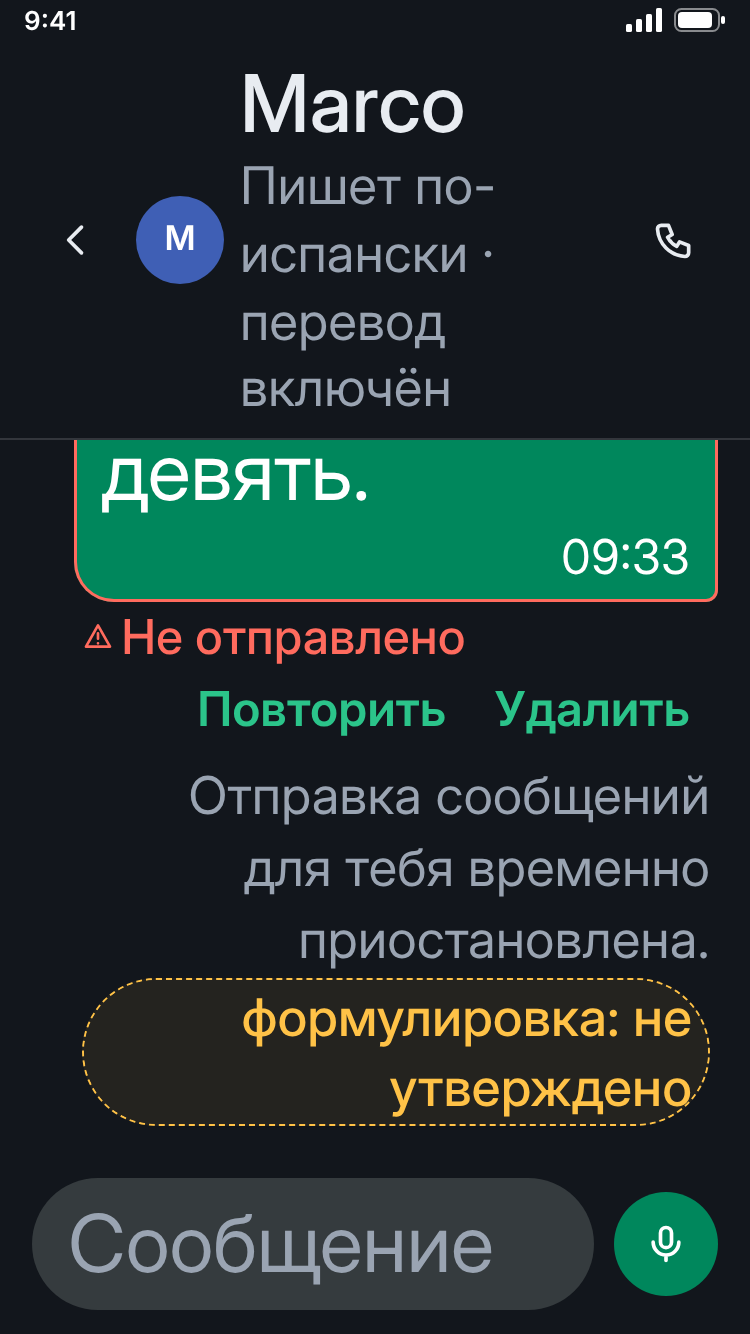 9:41
Marco
Пишет по-
испански ·
перевод
включён
M
девять.
09:33
Не отправлено
Повторить Удалить
Отправка сообщений
для тебя временно
приостановлена.
формулировка: не
утверждено
Сообщение